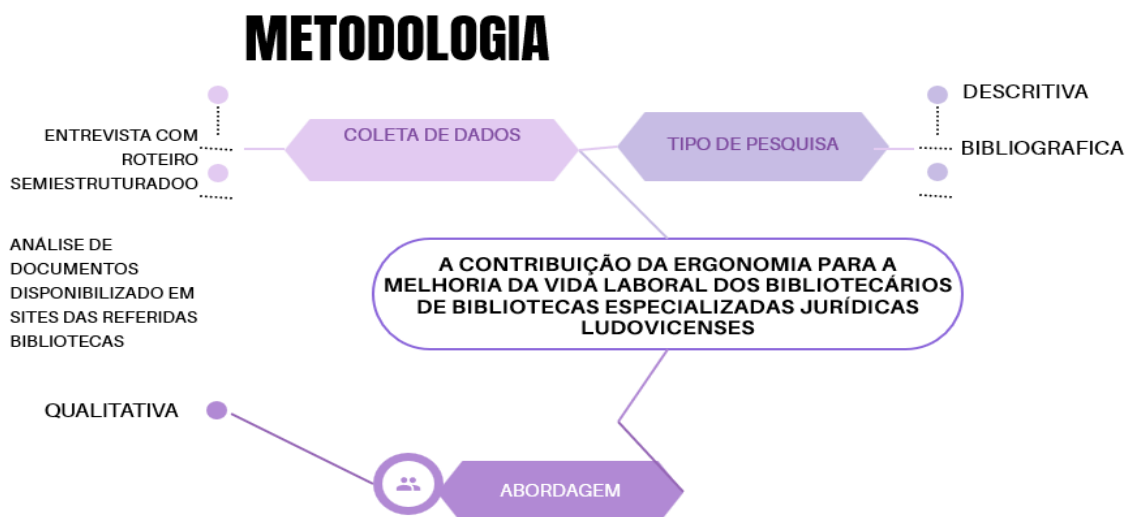 METODOLOGIA
COLETA DE DADOS
ENTREVISTA COM
ROTEIRO
SEMIESTRUTURADOO
ANÁLISE DE
DOCUMENTOS
DISPONIBILIZADO EM
SITES DAS REFERIDAS
BIBLIOTECAS
TIPO DE PESQUISA
DESCRITIVA
BIBLIOGRAFICA
A CONTRIBUIÇÃO DA ERGONOMIA PARA A
MELHORIA DA VIDA LABORAL DOS BIBLIOTECÁRIOS
DE BIBLIOTECAS ESPECIALIZADAS JURÍDICAS
LUDOVICENSES
QUALITATIVA
ABORDAGEM